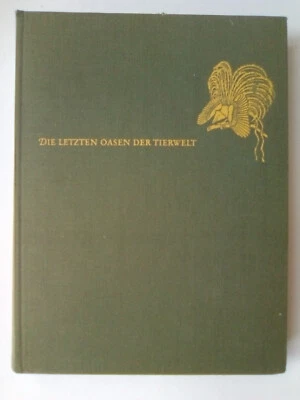 DIE LETZTEN OASEN DER TIERWELT